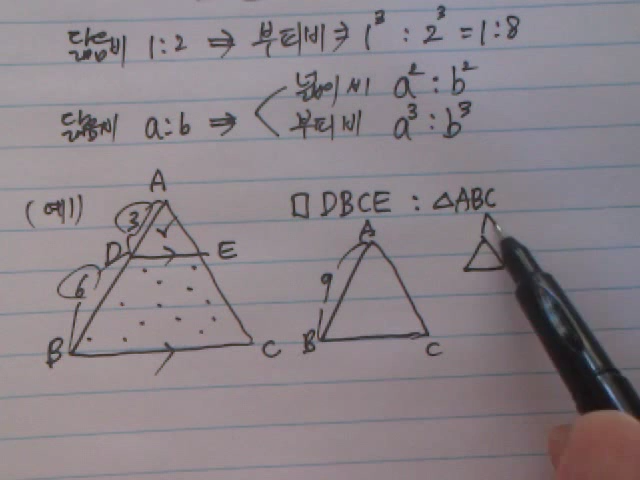 닮음비 1:2 ⇒ 부피비 ⇒ 1³ : 2³ = 1:8
넓이비 a² : b²
닮음비 a:b ⇒
부피비 a³ : b³
(예1) □DBCE : △ABC
A
3
D E
6
B C
A
9
B C